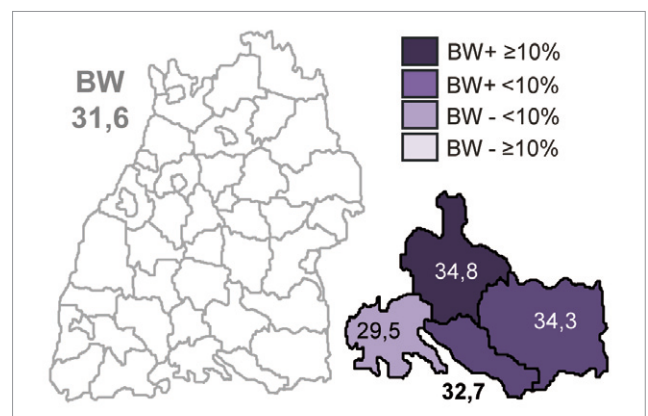 BW
31,6
BW+ ≥10%
BW+ <10%
BW - <10%
BW - ≥10%
34,8
34,3
29,5
32,7